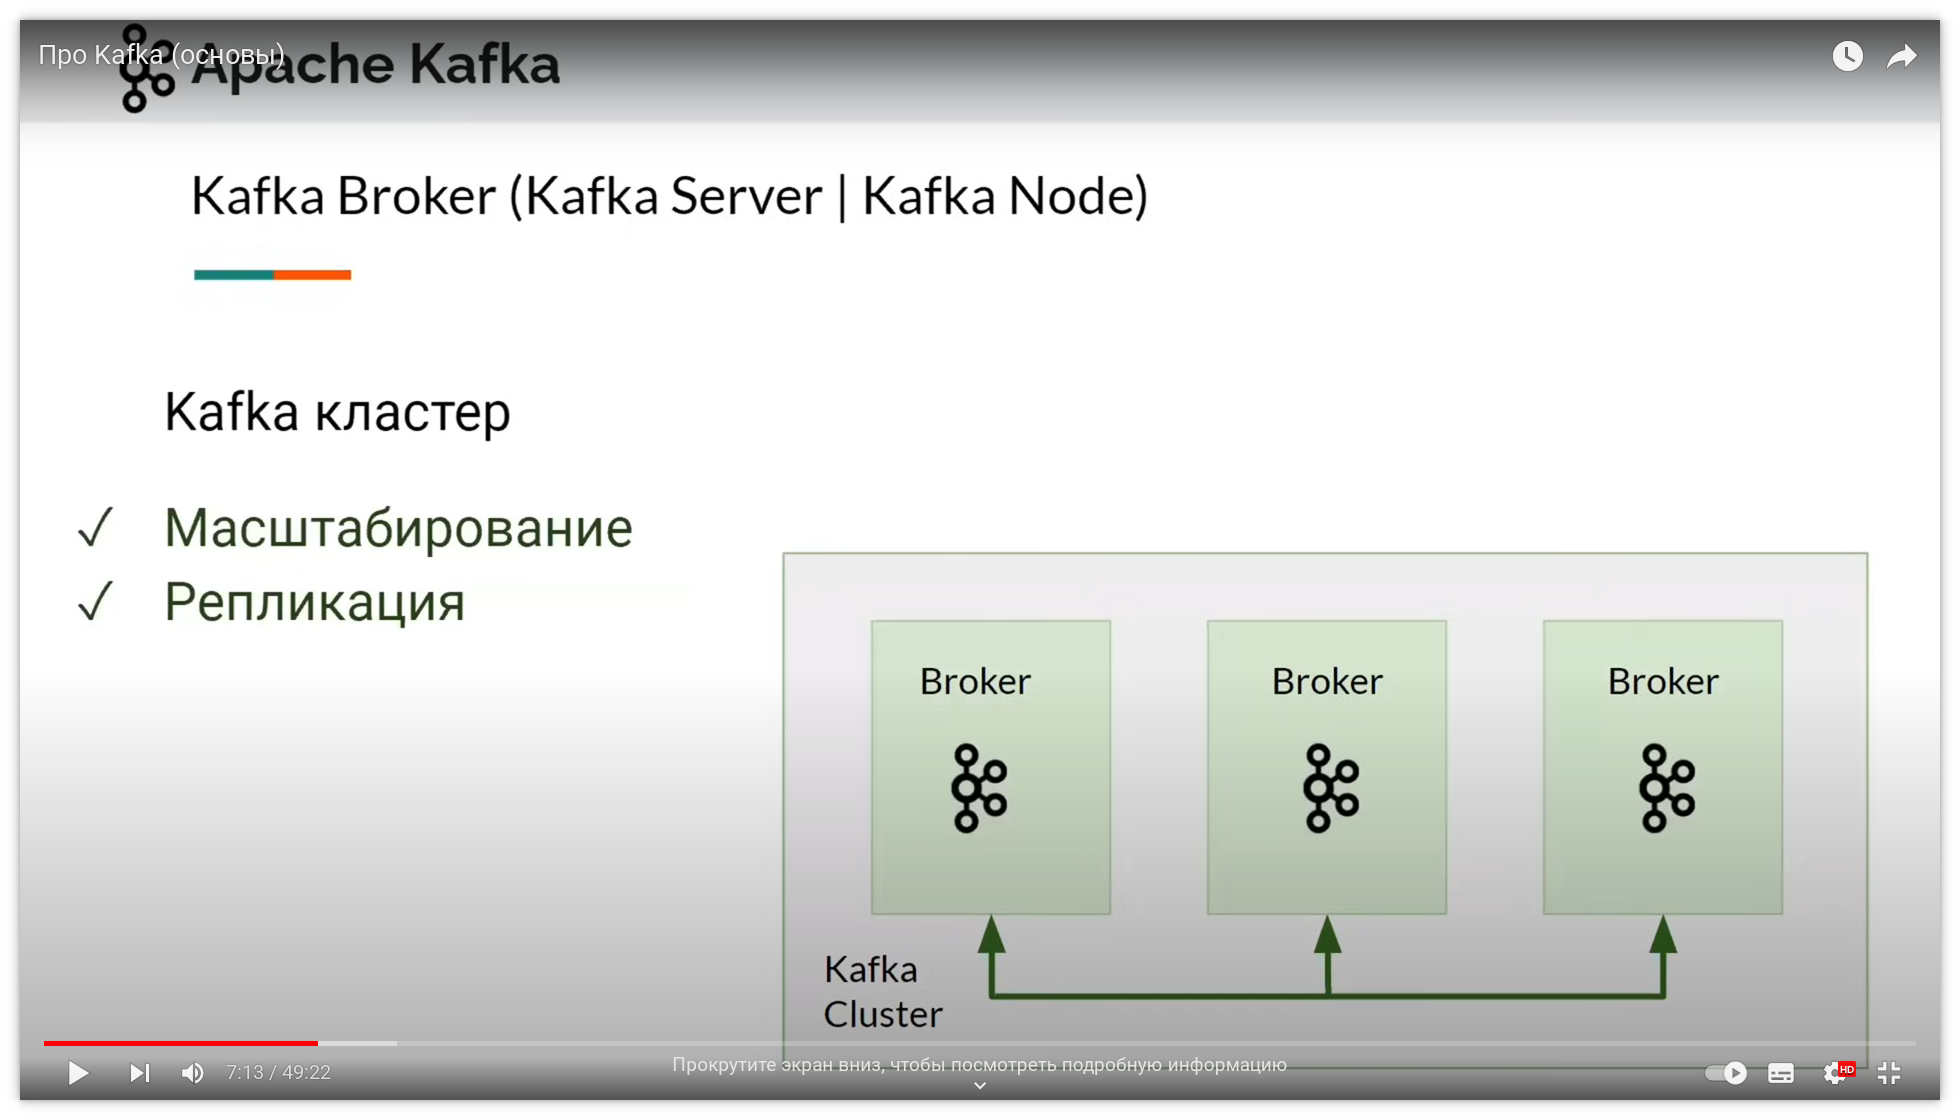 Про Kafka (основы)
Apache Kafka
Kafka Broker (Kafka Server | Kafka Node)
Kafka кластер
✓ Масштабирование
✓ Репликация
Broker
Broker
Broker
Kafka
Cluster
Прокрутите экран вниз, чтобы посмотреть подробную информацию
7:13 / 49:22
HD